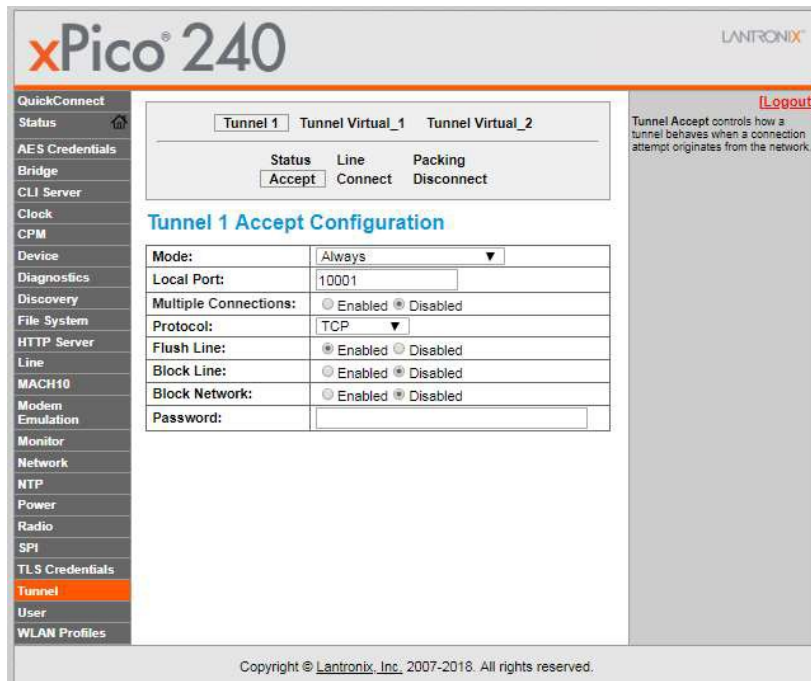 xPico® 240
LANTRONIX
QuickConnect
Status
AES Credentials
Bridge
CLI Server
Clock
CPM
Device
Diagnostics
Discovery
File System
HTTP Server
Line
MACH10
Modem
Emulation
Monitor
Network
NTP
Power
Radio
SPI
TLS Credentials
Tunnel
User
WLAN Profiles
Tunnel 1 Tunnel Virtual_1 Tunnel Virtual_2
Status Line Packing
Accept Connect Disconnect
Tunnel 1 Accept Configuration
Mode: Always
Local Port: 10001
Multiple Connections: Enabled Disabled
Protocol: TCP
Flush Line: Enabled Disabled
Block Line: Enabled Disabled
Block Network: Enabled Disabled
Password:
[Logout
Tunnel Accept controls how a
tunnel behaves when a connection
attempt originates from the network.
Copyright © Lantronix, Inc. 2007-2018. All rights reserved.